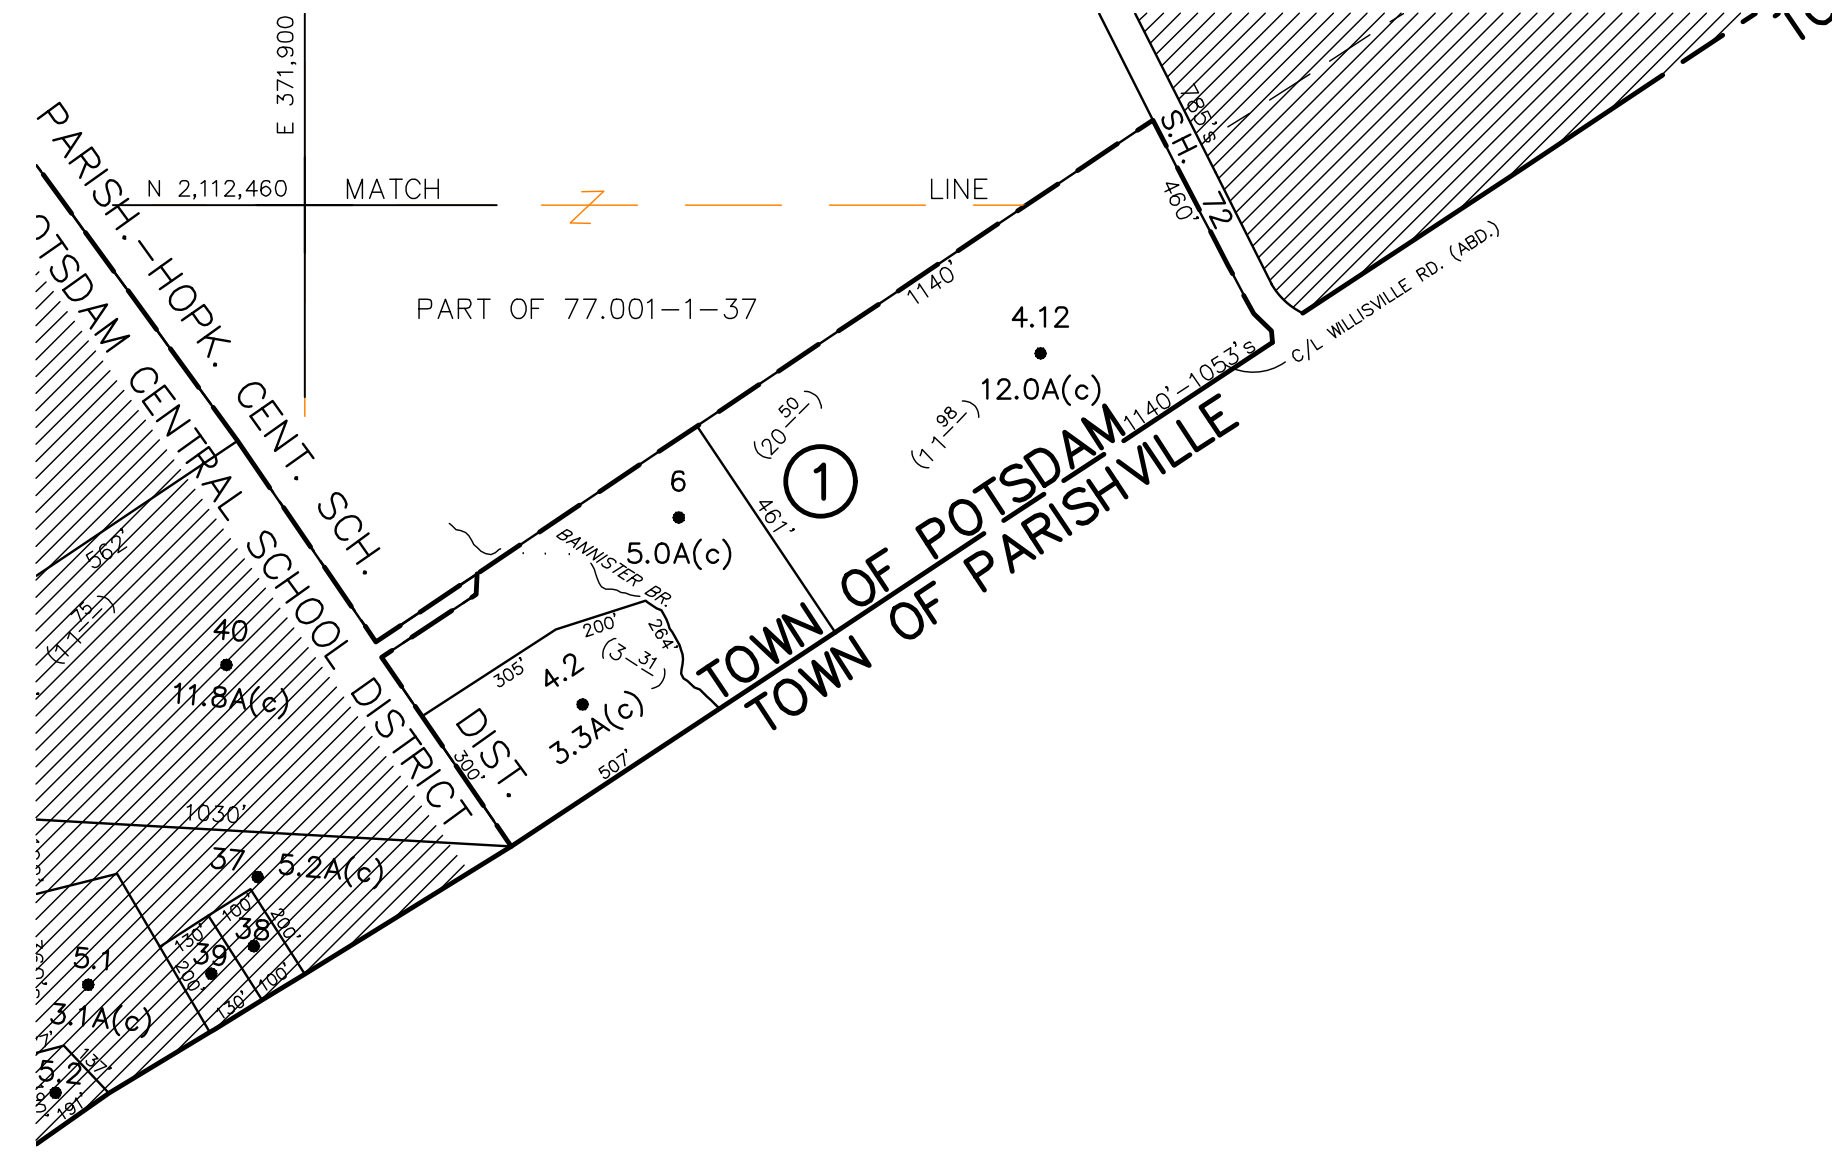 E 371,900
N 2,112,460
MATCH
LINE
PARISH.-HOPK. CENT. SCH.
DIST.
POTSDAM CENTRAL SCHOOL DISTRICT
PART OF 77.001-1-37
785's
S.H. 72
460'
1140'
4.12
12.0A(c)
C/L WILLISVILLE RD. (ABD.)
1140'-1053's
(20 50)
(11 98)
1
6
5.0A(c)
461'
BANNISTER BR.
TOWN OF POTSDAM
TOWN OF PARISHVILLE
562'
(11-75)
40
11.8A(c)
200'
264'
(3-31)
305'
4.2
3.3A(c)
300'
507'
1030'
37
5.2A(c)
100'
200'
38
130'
39
200'
130'
100'
5.1
3.1A(c)
137'
5.2
191'